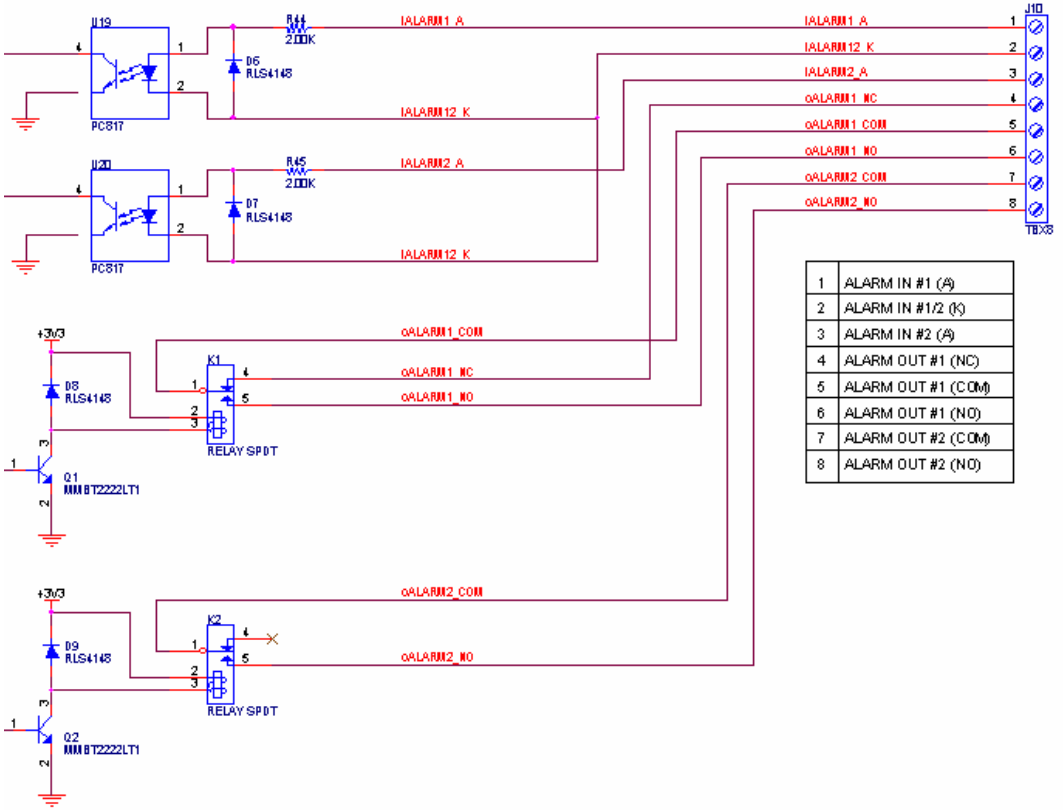 U19
R44
2.00K
IALARM1_A
IALARM1_A
J10
1
4
1
D6
RLS4148
IALARM12_K
2
2
IALARM2_A
3
PC817
IALARM12_K
oALARM1_NC
4
oALARM1_COM
5
U20
R45
2.00K
IALARM2_A
oALARM1_NO
6
4
1
D7
RLS4148
oALARM2_COM
7
2
oALARM2_NO
8
TBX8
PC817
IALARM12_K
1 ALARM IN #1 (A)
2 ALARM IN #1/2 (K)
3 ALARM IN #2 (A)
4 ALARM OUT #1 (NC)
5 ALARM OUT #1 (COM)
6 ALARM OUT #1 (NO)
7 ALARM OUT #2 (COM)
8 ALARM OUT #2 (NO)
+3V3
oALARM1_COM
K1
D8
RLS4148
1
4
oALARM1_NC
5
oALARM1_NO
2
3
RELAY SPDT
3
1
Q1
MMBT2222LT1
2
+3V3
oALARM2_COM
K2
D9
RLS4148
1
4
5
oALARM2_NO
2
3
RELAY SPDT
3
1
Q2
MMBT2222LT1
2